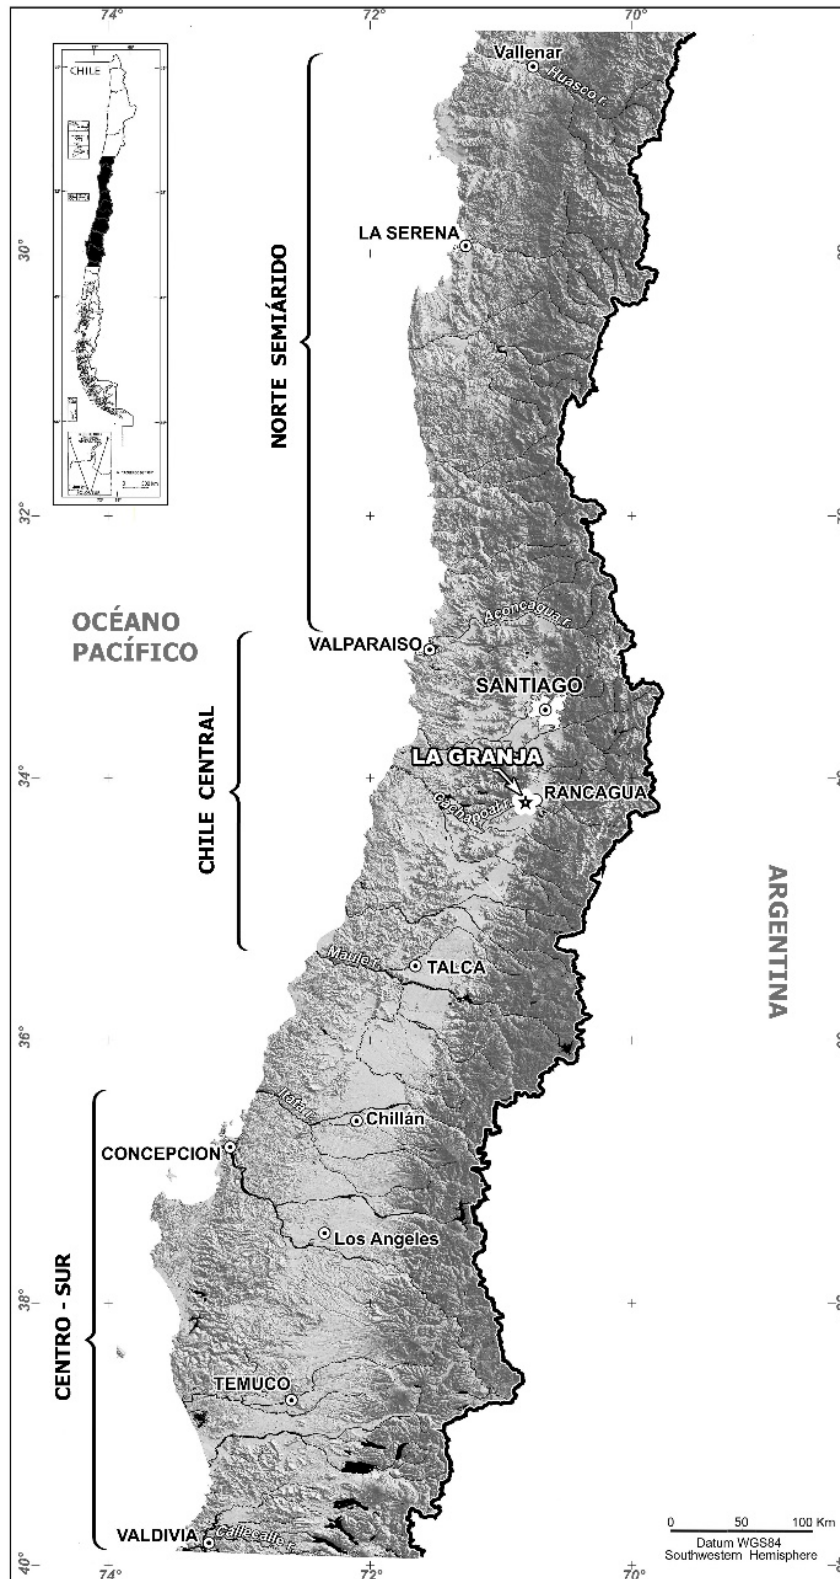 74°
72°
70°
CHILE
Vallenar
Huasco r.
LA SERENA
30°
NORTE SEMIÁRIDO
32°
Aconcagua r.
OCÉANO
PACÍFICO
VALPARAISO
SANTIAGO
CHILE CENTRAL
LA GRANJA
34°
RANCAGUA
Cachapoal r.
ARGENTINA
Maule r.
TALCA
36°
Itata r.
Chillán
CONCEPCION
Los Angeles
CENTRO - SUR
38°
TEMUCO
VALDIVIA
Callecalle r.
0 50 100 Km
Datum WGS84
Southwestern Hemisphere
40°
74°
72°
70°